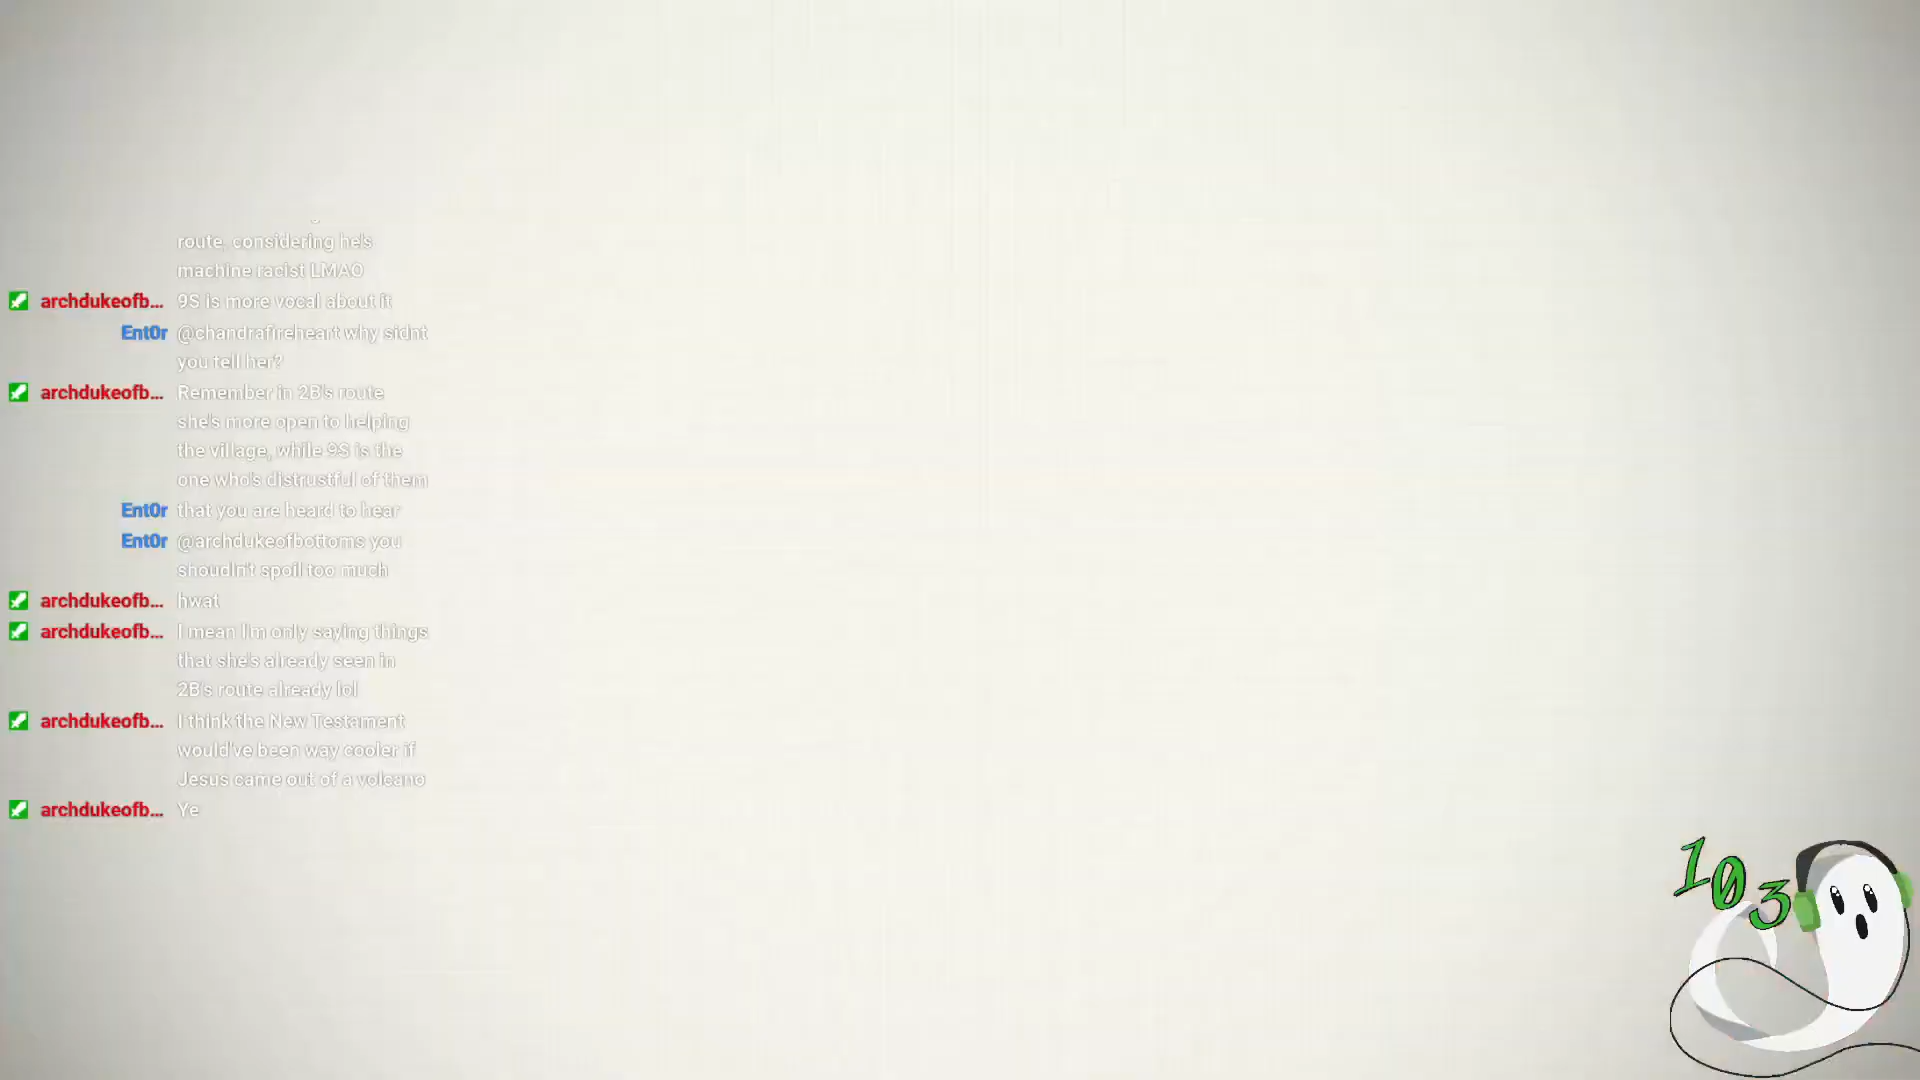 route, considering he's
machine racist LMAO
archdukeofb... 9S is more vocal about it
Ent0r @chandrafireheart why sidnt
you tell her?
archdukeofb... Remember in 2B's route
she's more open to helping
the village, while 9S is the
one who's distrustful of them
Ent0r that you are heard to hear
Ent0r @archdukeofbottoms you
shoudln't spoil too much
archdukeofb... hwat
archdukeofb... I mean I'm only saying things
that she's already seen in
2B's route already lol
archdukeofb... I think the New Testament
would've been way cooler if
Jesus came out of a volcano
archdukeofb... Ye
103